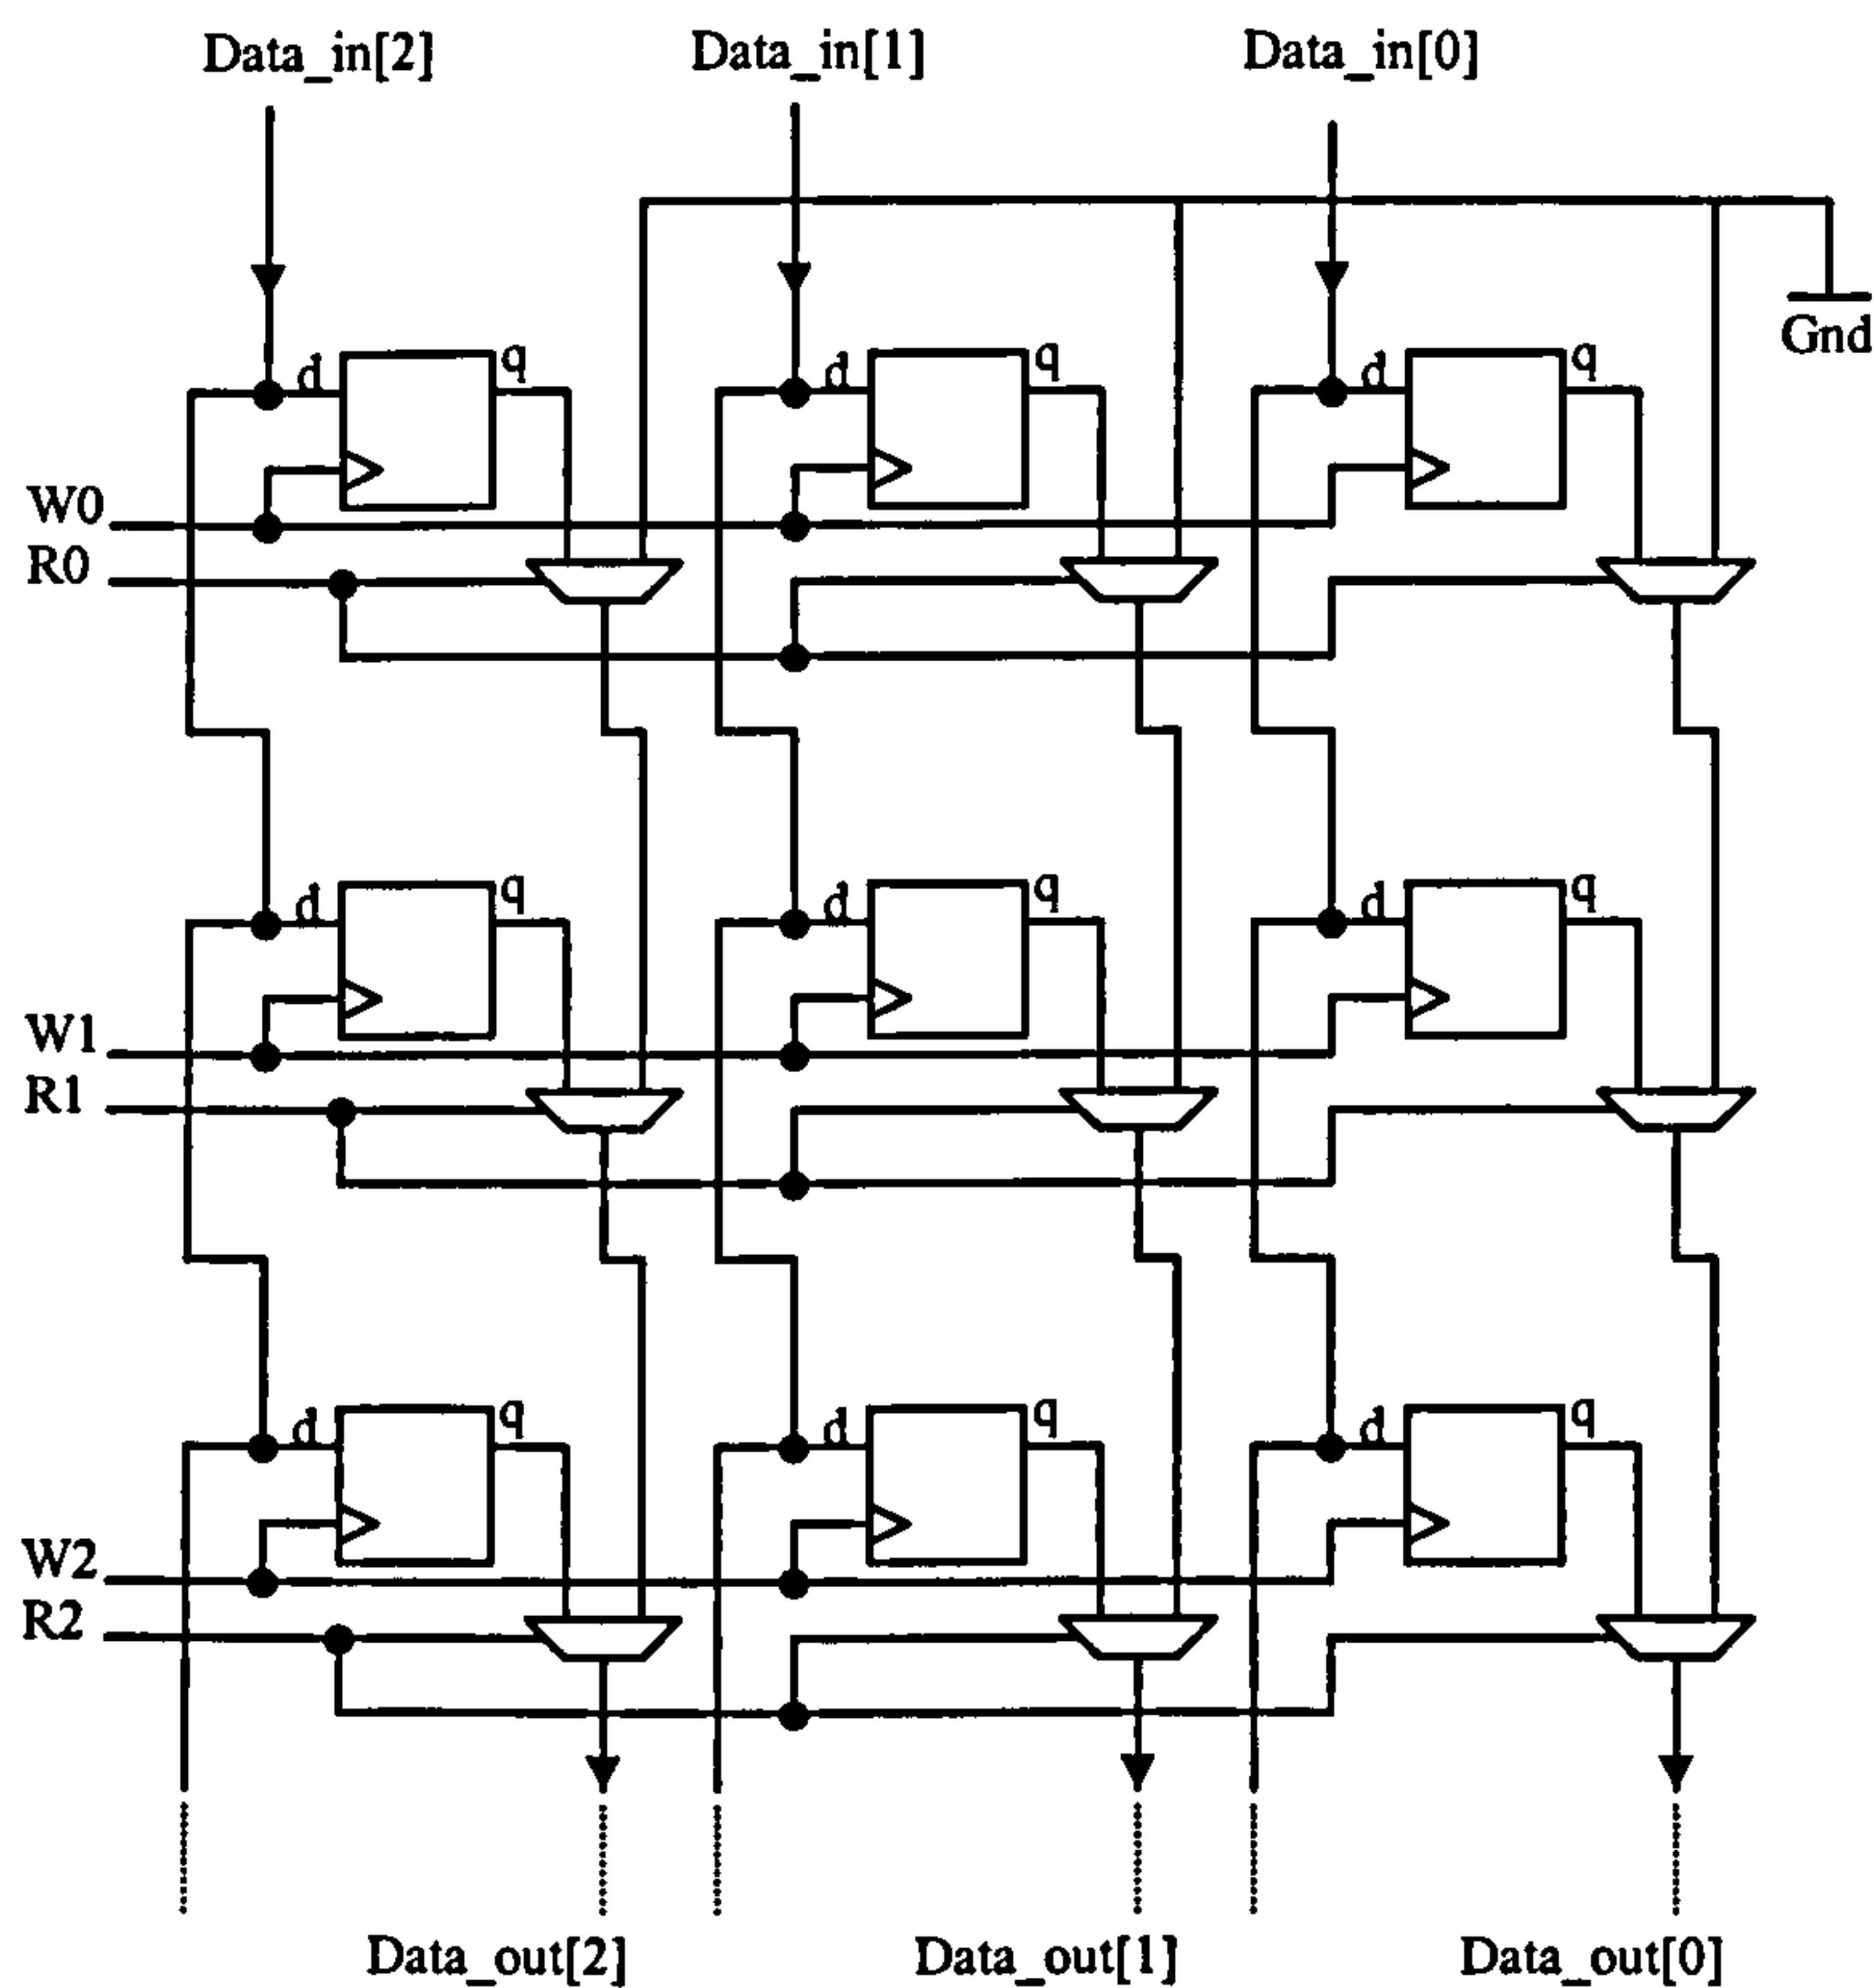 Data_in[2] Data_in[1] Data_in[0]
Gnd
d q d q d q
W0
R0
d q d q d q
W1
R1
d q d q d q
W2
R2
Data_out[2] Data_out[1] Data_out[0]